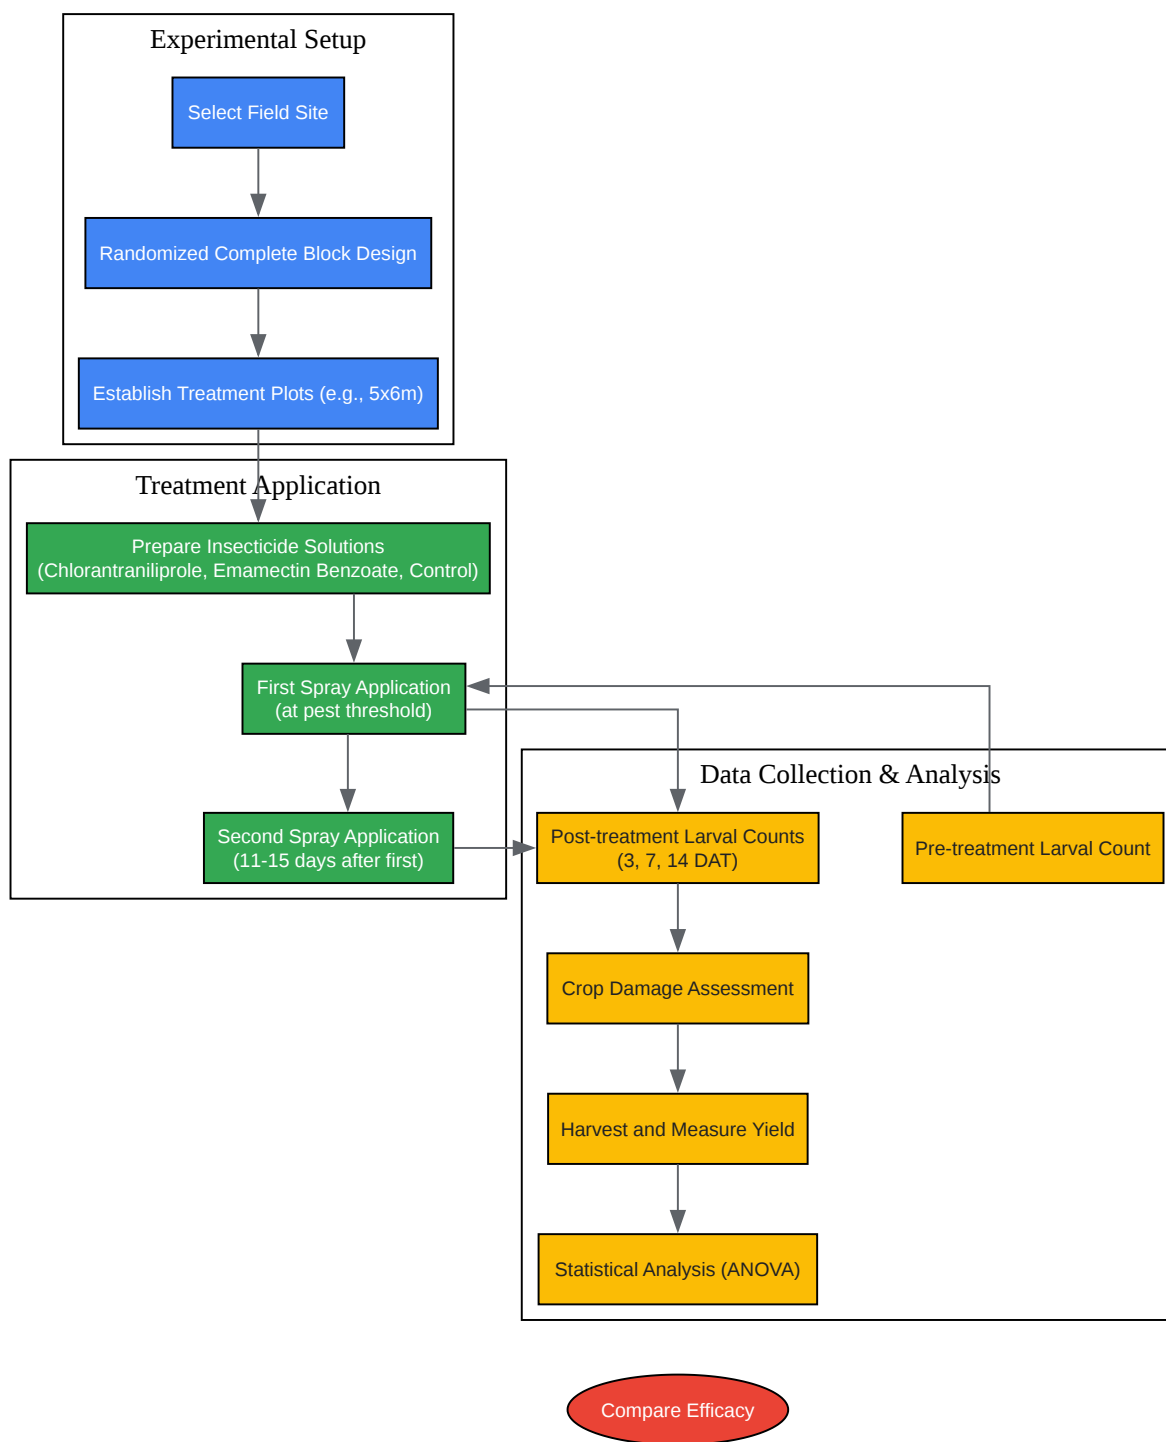 Experimental Setup
Select Field Site
Randomized Complete Block Design
Establish Treatment Plots (e.g., 5x6m)
Treatment Application
Prepare Insecticide Solutions
(Chlorantraniliprole, Emamectin Benzoate, Control)
First Spray Application
(at pest threshold)
Second Spray Application
(11-15 days after first)
Data Collection & Analysis
Post-treatment Larval Counts
(3, 7, 14 DAT)
Pre-treatment Larval Count
Crop Damage Assessment
Harvest and Measure Yield
Statistical Analysis (ANOVA)
Compare Efficacy